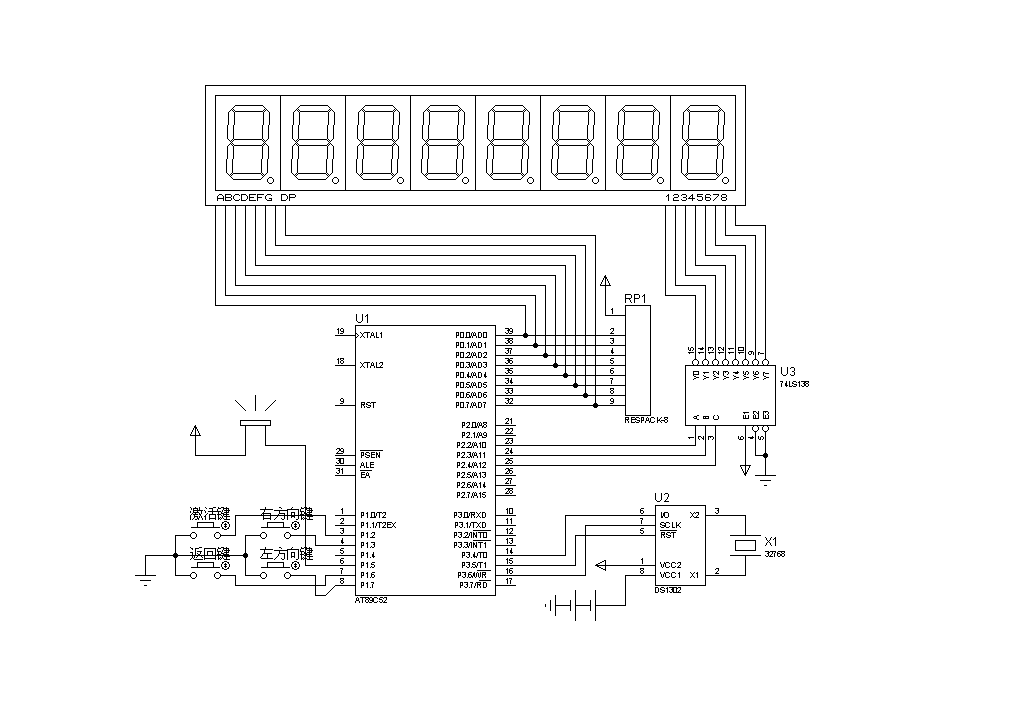 ABCDEFG DP
12345678
RP1
1
2
3
4
5
6
7
8
9
RESPACK-8
U1
19 XTAL1
18 XTAL2
9 RST
29 PSEN
30 ALE
31 EA
1 P1.0/T2
2 P1.1/T2EX
3 P1.2
4 P1.3
5 P1.4
6 P1.5
7 P1.6
8 P1.7
P0.0/AD0 39
P0.1/AD1 38
P0.2/AD2 37
P0.3/AD3 36
P0.4/AD4 35
P0.5/AD5 34
P0.6/AD6 33
P0.7/AD7 32
P2.0/A8 21
P2.1/A9 22
P2.2/A10 23
P2.3/A11 24
P2.4/A12 25
P2.5/A13 26
P2.6/A14 27
P2.7/A15 28
P3.0/RXD 10
P3.1/TXD 11
P3.2/INT0 12
P3.3/INT1 13
P3.4/T0 14
P3.5/T1 15
P3.6/WR 16
P3.7/RD 17
AT89C52
U3
74LS138
15 14 13 12 11 10 9 7
Y0 Y1 Y2 Y3 Y4 Y5 Y6 Y7
A B C E1 E2 E3
1 2 3 6 4 5
激活键
右方向键
返回键
左方向键
U2
6 I/O
7 SCLK
5 RST
1 VCC2
8 VCC1
X2 3
X1 2
DS1302
X1
32768